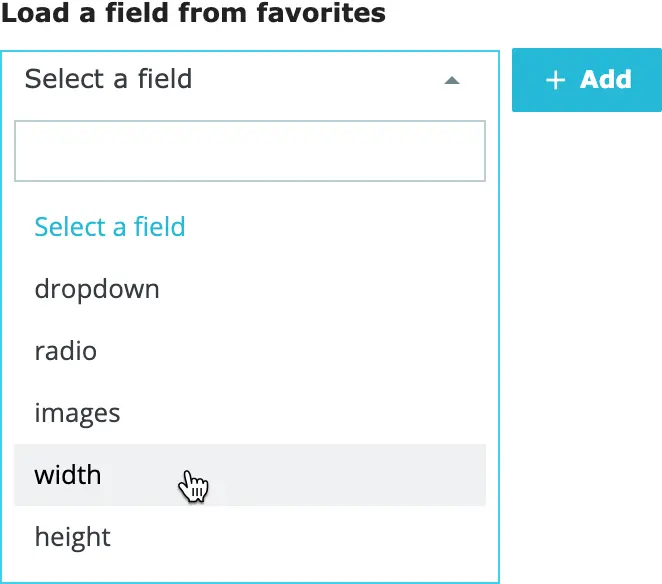 Load a field from favorites
Select a field
+ Add
Select a field
dropdown
radio
images
width
height